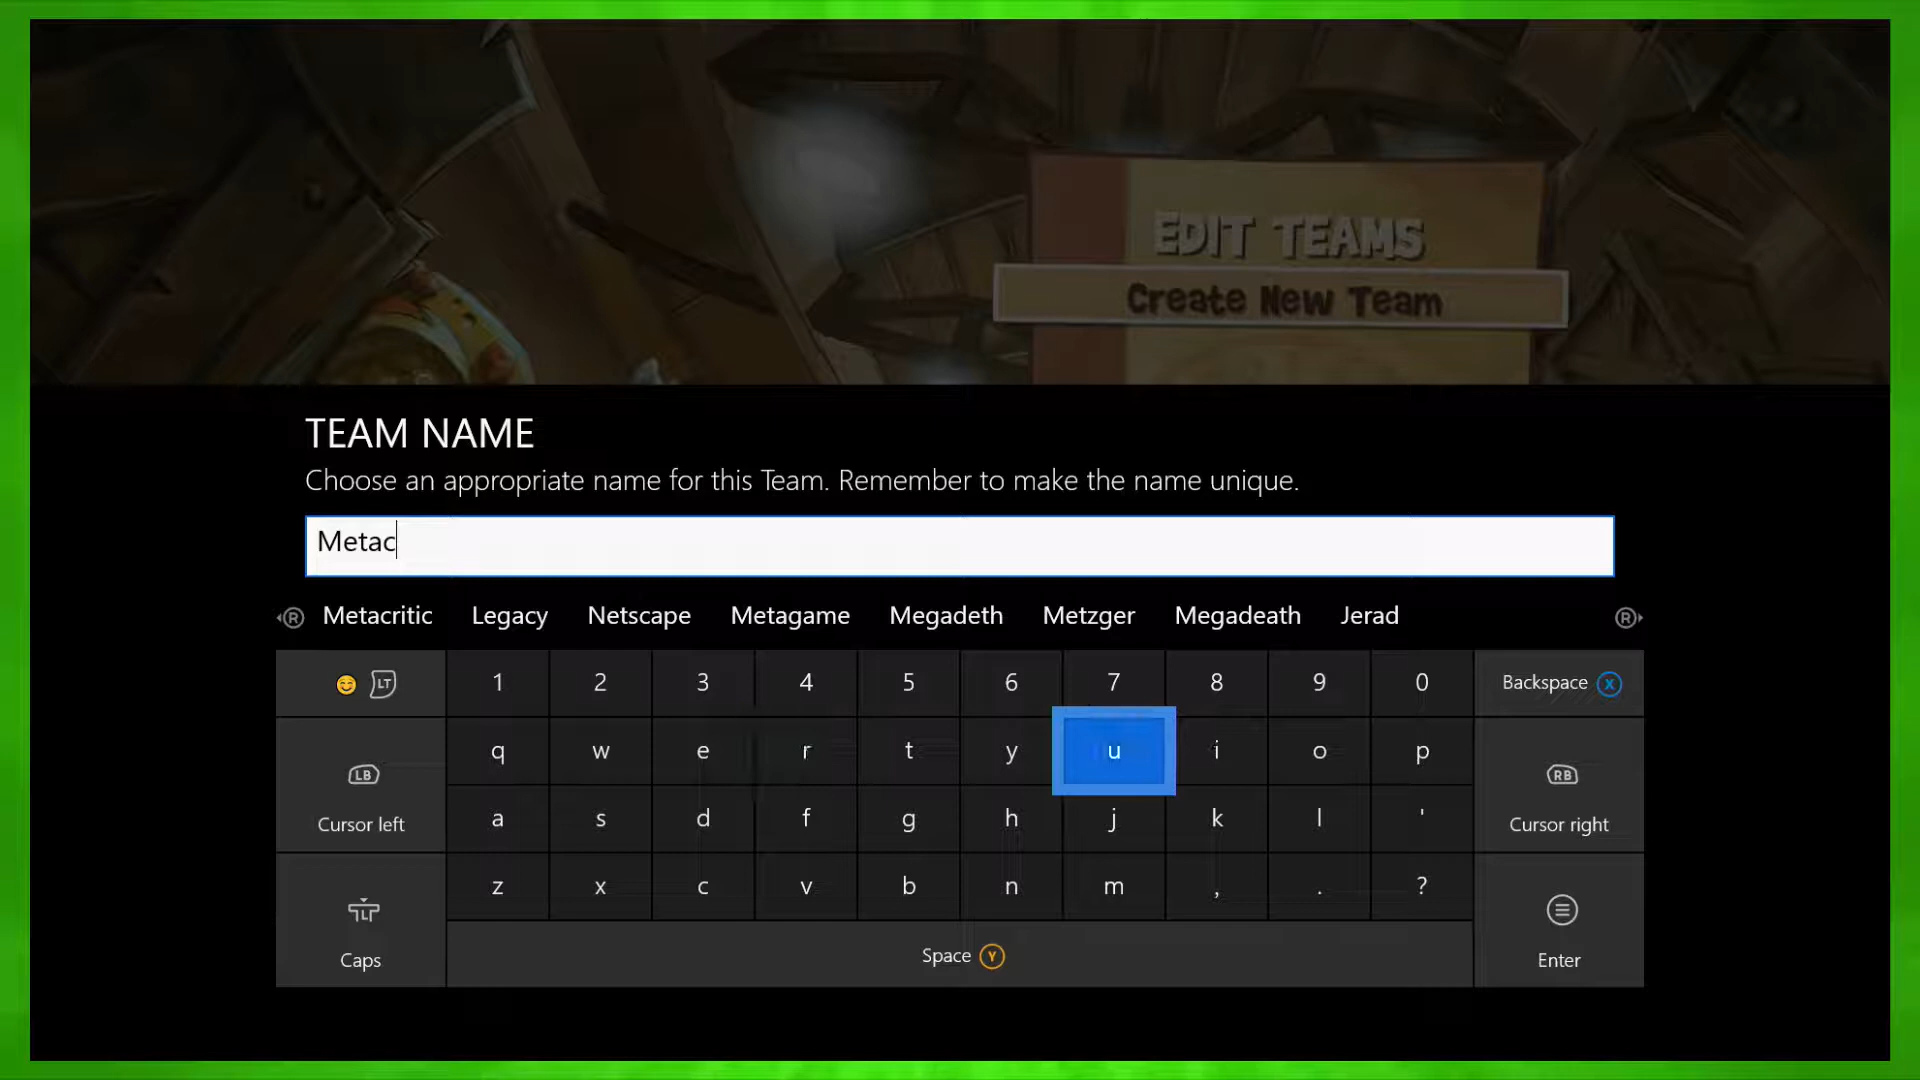 EDIT TEAMS
Create New Team
TEAM NAME
Choose an appropriate name for this Team. Remember to make the name unique.
Metac
R Metacritic Legacy Netscape Metagame Megadeth Metzger Megadeath Jerad R
LT 1 2 3 4 5 6 7 8 9 0 Backspace X
LB Cursor left q w e r t y u i o p RB Cursor right
a s d f g h j k l '
LT Caps z x c v b n m , . ? Enter
Space Y